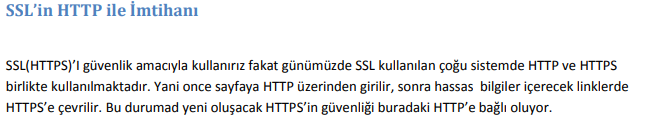 SSL’in HTTP ile İmtihanı
SSL(HTTPS)’I güvenlik amacıyla kullanırız fakat günümüzde SSL kullanılan çoğu sistemde HTTP ve HTTPS
birlikte kullanılmaktadır. Yani once sayfaya HTTP üzerinden girilir, sonra hassas bilgiler içerecek linklerde
HTTPS’e çevrilir. Bu durumad yeni oluşacak HTTPS’in güvenliği buradaki HTTP’e bağlı oluyor.